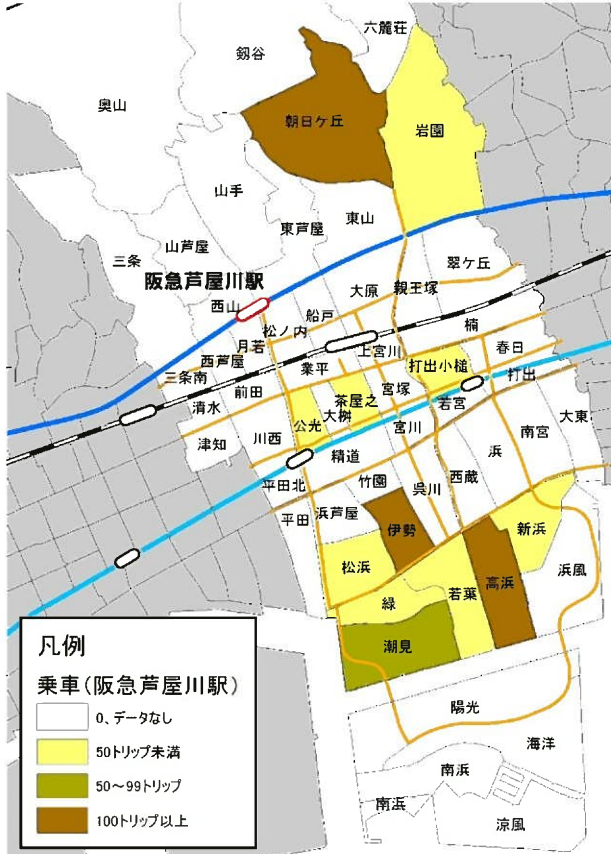 六麓荘
剱谷
奥山
朝日ケ丘
岩園
山手
東山
東芦屋
山芦屋
三条
翠ケ丘
阪急芦屋川駅
西山
大原
親王塚
船戸
松ノ内
楠
月若
上宮川
春日
西芦屋
業平
打出小槌
三条南
打出
前田
宮塚
茶屋之
若宮
清水
大桝
公光
宮川
大東
川西
南宮
津知
精道
浜
西蔵
平田北
竹園
呉川
平田
浜芦屋
伊勢
新浜
松浜
高浜
浜風
若葉
緑
潮見
陽光
海洋
南浜
南浜
涼風
凡例
乗車(阪急芦屋川駅)
0、データなし
50トリップ未満
50～99トリップ
100トリップ以上